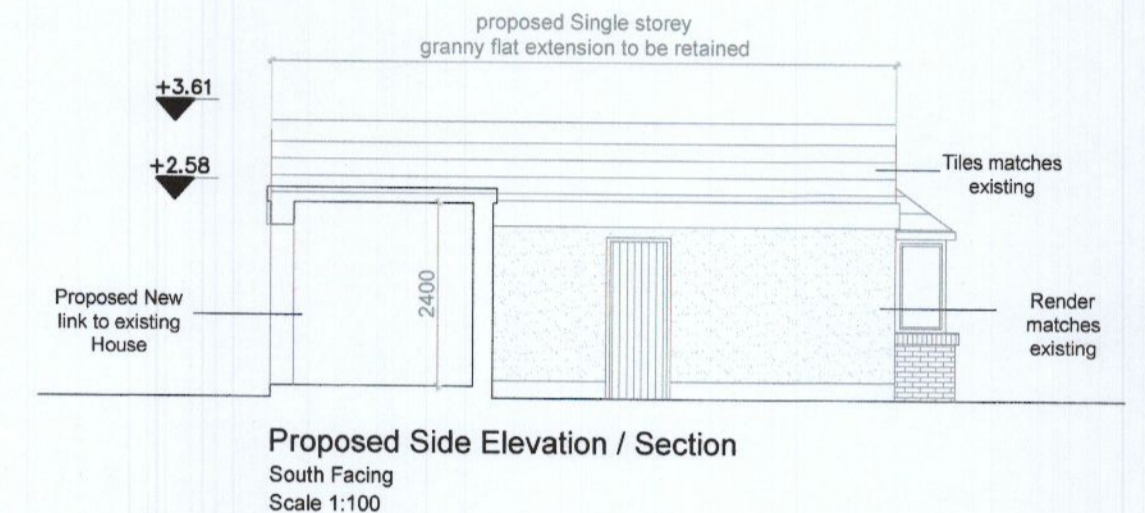 proposed Single storey
granny flat extension to be retained
+3.61
+2.58
Tiles matches
existing
2400
Proposed New
link to existing
House
Render
matches
existing
Proposed Side Elevation / Section
South Facing
Scale 1:100